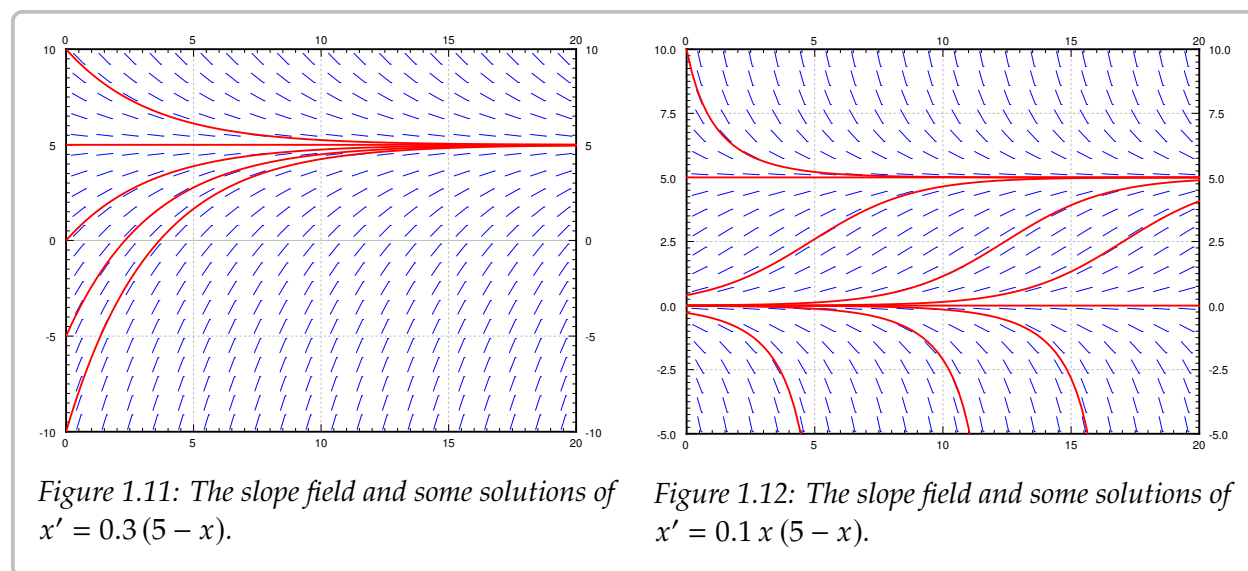 0 5 10 15 20
10 10
5 5
0 0
-5 -5
-10 -10
0 5 10 15 20
Figure 1.11: The slope field and some solutions of
x′ = 0.3 (5 − x).
0 5 10 15 20
10.0 10.0
7.5 7.5
5.0 5.0
2.5 2.5
0.0 0.0
-2.5 -2.5
-5.0 -5.0
0 5 10 15 20
Figure 1.12: The slope field and some solutions of
x′ = 0.1 x (5 − x).